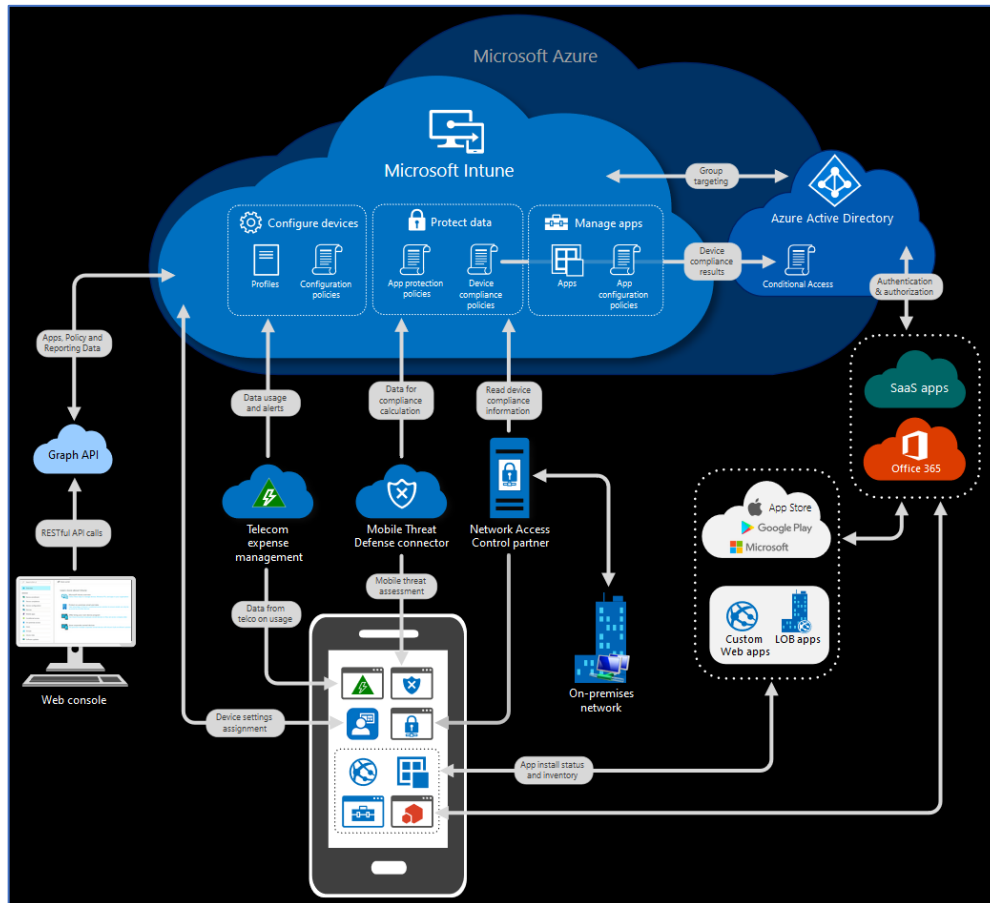 Microsoft Azure
Microsoft Intune
Group
targeting
Azure Active Directory
Configure devices
Protect data
Manage apps
Profiles
Configuration
policies
App protection
policies
Device
compliance
policies
Apps
App
configuration
policies
Device
compliance
results
Conditional Access
Authentication
& authorization
Apps, Policy and
Reporting Data
Data usage
and alerts
Data for
compliance
calculation
Read device
compliance
information
SaaS apps
Office 365
Graph API
RESTful API calls
Telecom
expense
management
Mobile Threat
Defense connector
Network Access
Control partner
App Store
Google Play
Microsoft
Mobile threat
assessment
Data from
telco on usage
Custom
Web apps
LOB apps
Web console
On-premises
network
Device settings
assignment
App install status
and inventory